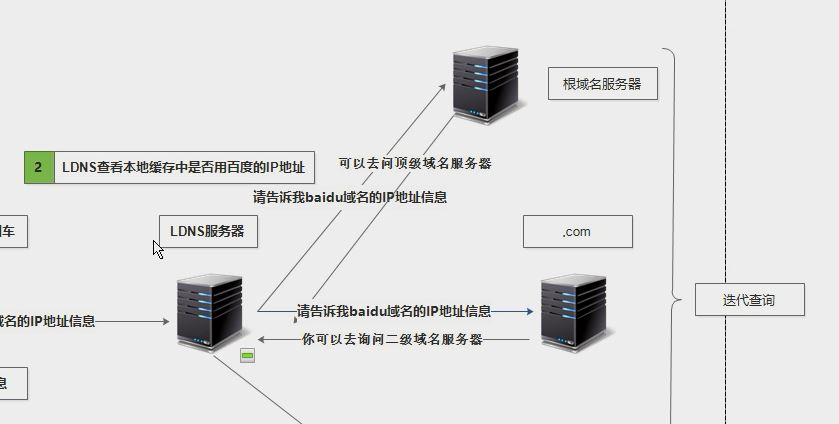 根域名服务器
2 LDNS查看本地缓存中是否用百度的IP地址
可以去问顶级域名服务器
请告诉我baidu域名的IP地址信息
车
LDNS服务器
.com
迭代查询
请告诉我baidu域名的IP地址信息
域名的IP地址信息
你可以去询问二级域名服务器
息